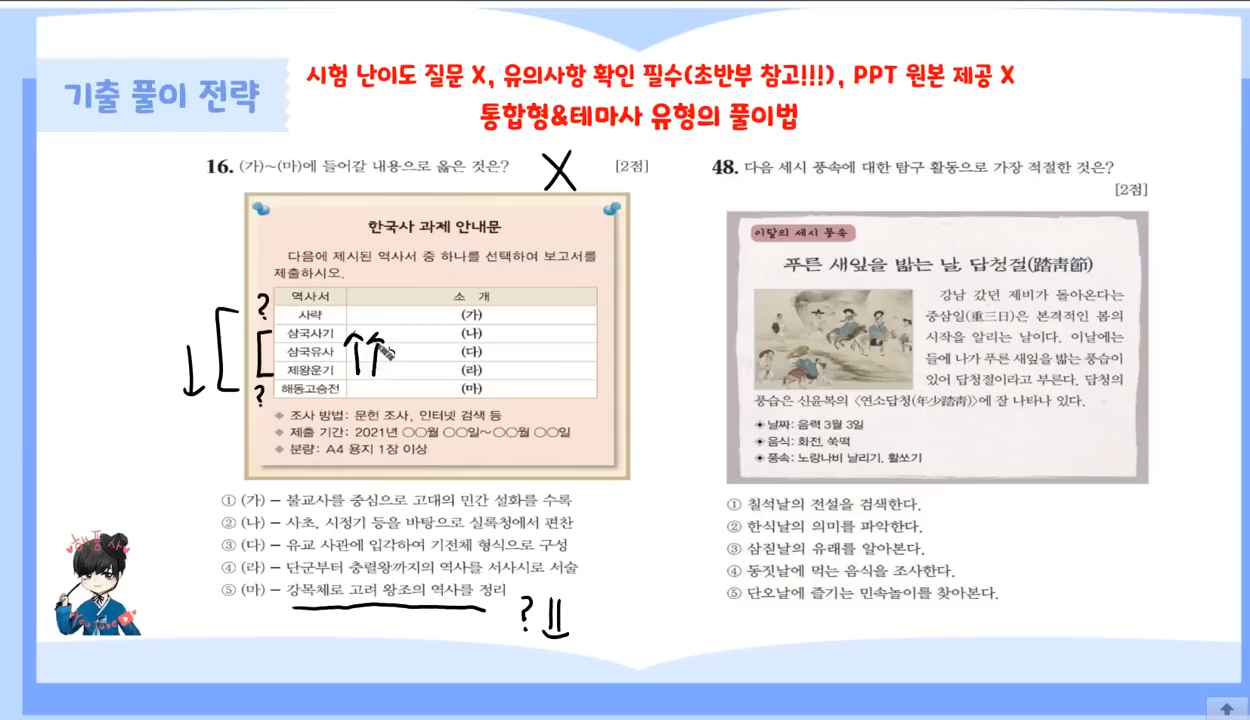 기출 풀이 전략
시험 난이도 질문 X, 유의사항 확인 필수(초반부 참고!!!), PPT 원본 제공 X
통합형&테마사 유형의 풀이법
16. (가)~(마)에 들어갈 내용으로 옳은 것은? X [2점]
한국사 과제 안내문
다음에 제시된 역사서 중 하나를 선택하여 보고서를
제출하시오.
역사서 소 개
?
사략 (가)
삼국사기 (나)
삼국유사 (다)
제왕운기 (라)
해동고승전 (마)
?
◆ 조사 방법: 문헌 조사, 인터넷 검색 등
◆ 제출 기간: 2021년 ○○월 ○○일~○○월 ○○일
◆ 분량: A4 용지 1장 이상
① (가) - 불교사를 중심으로 고대의 민간 설화를 수록
② (나) - 사초, 시정기 등을 바탕으로 실록청에서 편찬
③ (다) - 유교 사관에 입각하여 기전체 형식으로 구성
④ (라) - 단군부터 충렬왕까지의 역사를 서사시로 서술
⑤ (마) - 강목체로 고려 왕조의 역사를 정리
?
48. 다음 세시 풍속에 대한 탐구 활동으로 가장 적절한 것은?
[2점]
이달의 세시 풍속
푸른 새잎을 밟는 날, 답청절(踏靑節)
강남 갔던 제비가 돌아온다는
중삼일(重三日)은 본격적인 봄의
시작을 알리는 날이다. 이날에는
들에 나가 푸른 새잎을 밟는 풍습이
있어 답청절이라고 부른다. 답청의
풍습은 신윤복의 〈연소답청(年少踏靑)〉에 잘 나타나 있다.
◈날짜: 음력 3월 3일
◈음식: 화전, 쑥떡
◈풍속: 노랑나비 날리기, 활쏘기
① 칠석날의 전설을 검색한다.
② 한식날의 의미를 파악한다.
③ 삼짇날의 유래를 알아본다.
④ 동짓날에 먹는 음식을 조사한다.
⑤ 단오날에 즐기는 민속놀이를 찾아본다.
해품사
YouTube